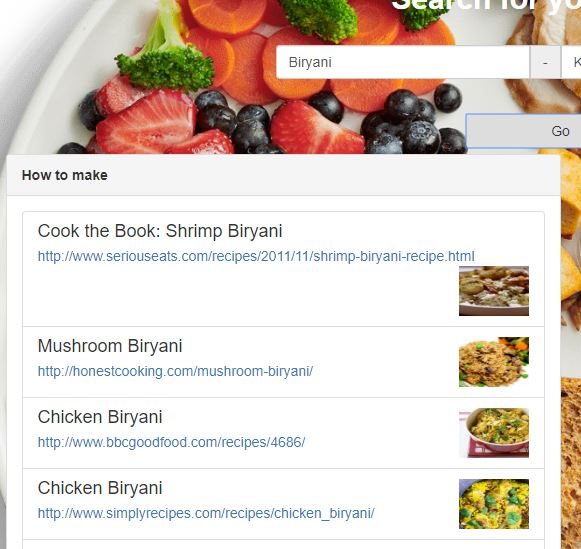 Search for yo
Biryani - K
Go
How to make
Cook the Book: Shrimp Biryani
http://www.seriouseats.com/recipes/2011/11/shrimp-biryani-recipe.html
Mushroom Biryani
http://honestcooking.com/mushroom-biryani/
Chicken Biryani
http://www.bbcgoodfood.com/recipes/4686/
Chicken Biryani
http://www.simplyrecipes.com/recipes/chicken_biryani/